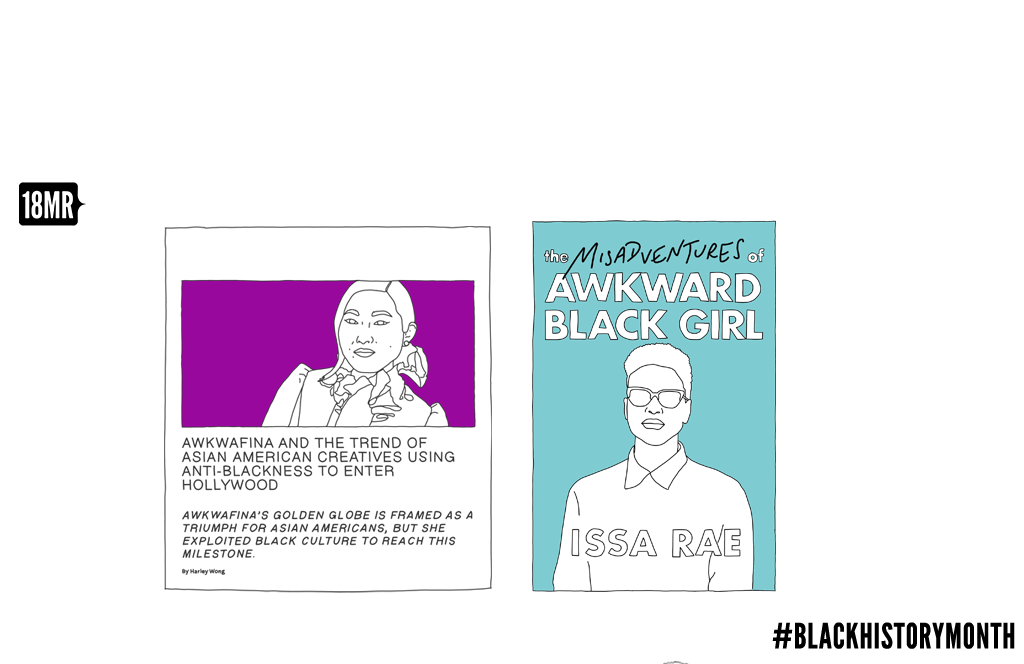 18MR
AWKWAFINA AND THE TREND OF
ASIAN AMERICAN CREATIVES USING
ANTI-BLACKNESS TO ENTER
HOLLYWOOD
AWKWAFINA'S GOLDEN GLOBE IS FRAMED AS A
TRIUMPH FOR ASIAN AMERICANS, BUT SHE
EXPLOITED BLACK CULTURE TO REACH THIS
MILESTONE.
By Harley Wong
the MISADVENTURES of
AWKWARD
BLACK GIRL
ISSA RAE
#BLACKHISTORYMONTH